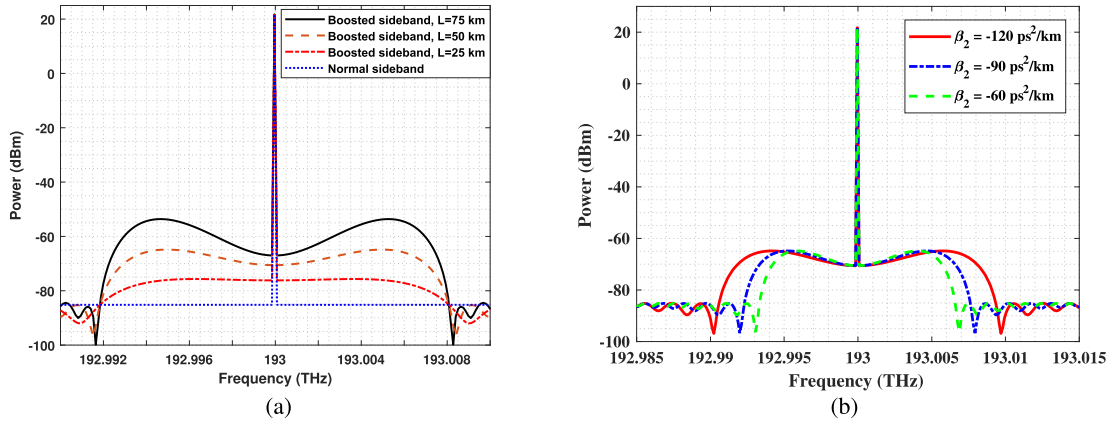 Boosted sideband, L=75 km
Boosted sideband, L=50 km
Boosted sideband, L=25 km
Normal sideband
20
0
-20
-40
-60
-80
-100
Power (dBm)
192.992 192.996 193 193.004 193.008
Frequency (THz)
(a)
β2 = -120 ps2/km
β2 = -90 ps2/km
β2 = -60 ps2/km
20
0
-20
-40
-60
-80
-100
Power (dBm)
192.985 192.99 192.995 193 193.005 193.01 193.015
Frequency (THz)
(b)